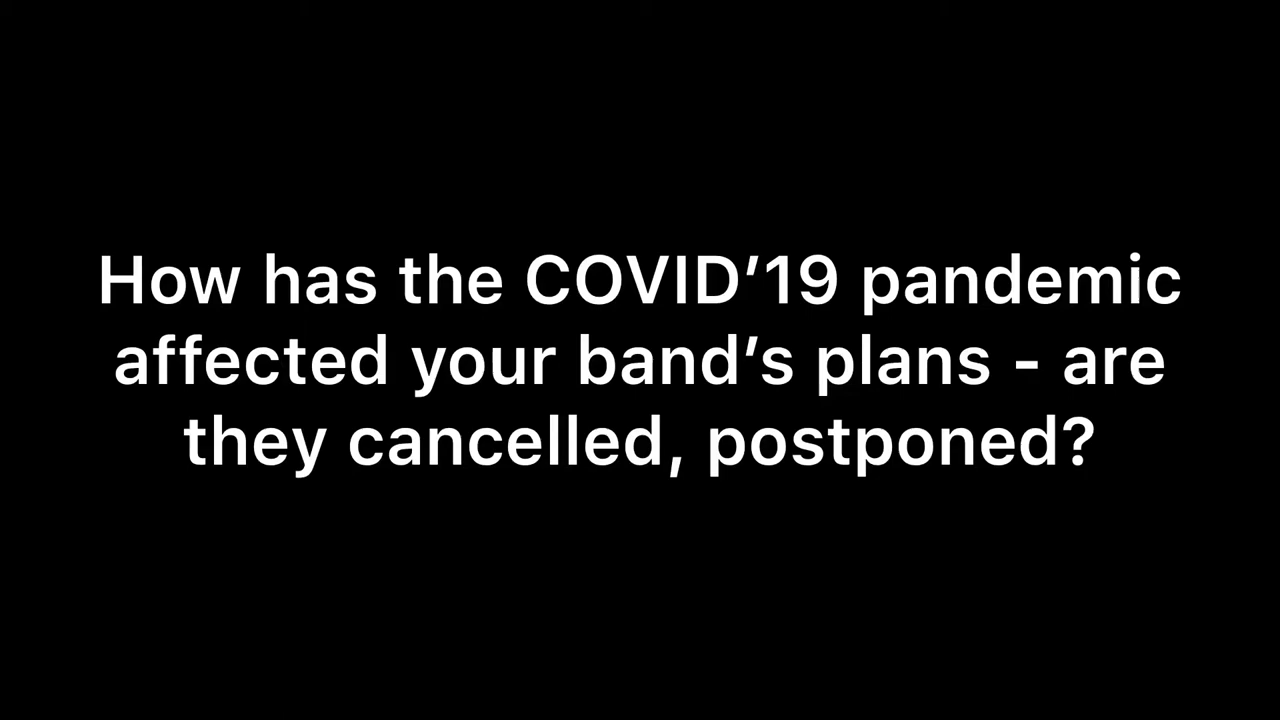 How has the COVID’19 pandemic
affected your band’s plans - are
they cancelled, postponed?